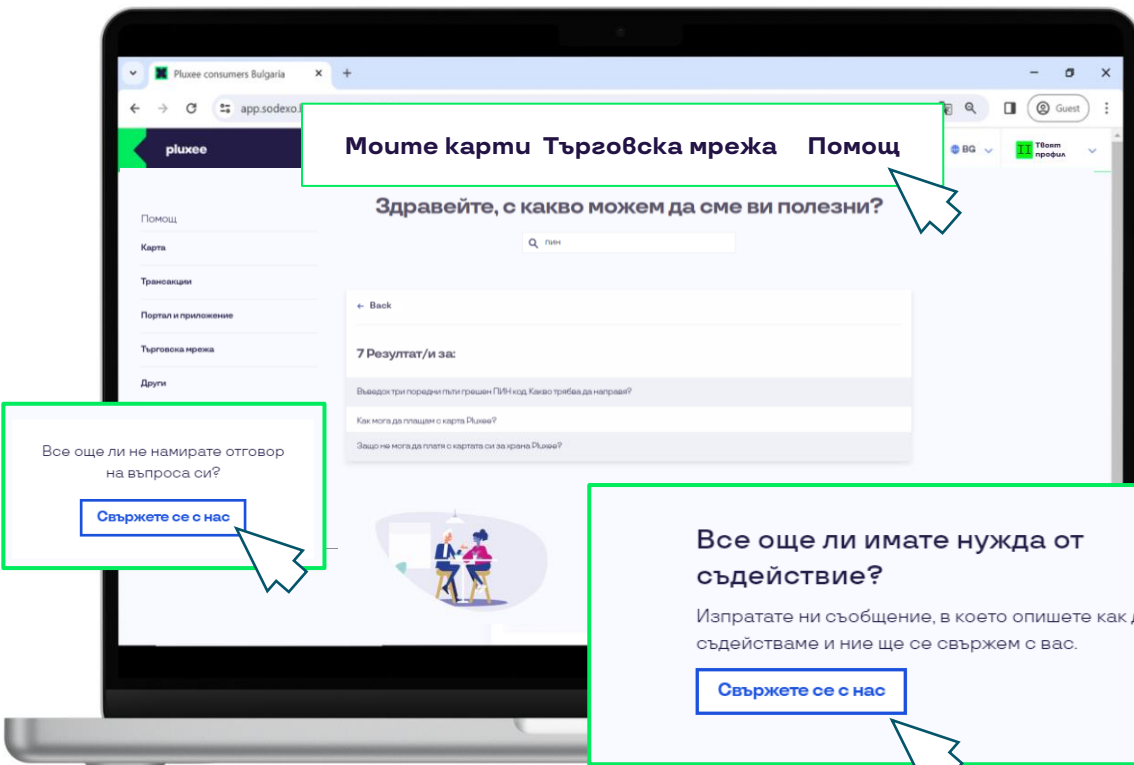 Pluxee consumers Bulgaria
app.sodexo.
Guest
pluxee
Моите карти Търговска мрежа Помощ
BG
Твоят
профил
Здравейте, с какво можем да сме ви полезни?
пин
Помощ
Карта
Трансакции
Портал и приложение
Търговска мрежа
Други
← Back
7 Резултат/и за:
Въведох три поредни пъти грешен ПИН код. Какво трябва да направя?
Как мога да плащам с карта Pluxee?
Защо не мога да платя с картата си за храна Pluxee?
Все още ли не намирате отговор
на въпроса си?
Свържете се с нас
Все още ли имате нужда от
съдействие?
Изпратате ни съобщение, в което опишете как
съдействаме и ние ще се свържем с вас.
Свържете се с нас